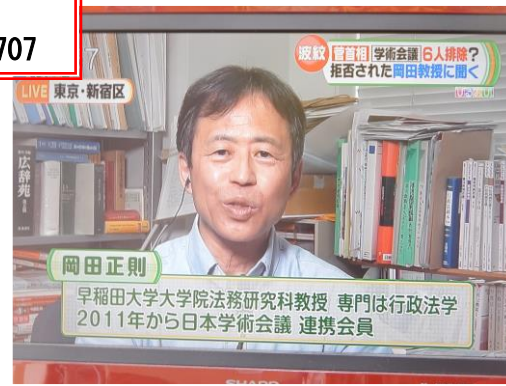 707
7
LIVE 東京・新宿区
波紋 菅首相 学術会議 6人排除?
拒否された岡田教授に聞く
広辞苑
岡田正則
早稲田大学大学院法務研究科教授 専門は行政法学
2011年から日本学術会議 連携会員
SHARP